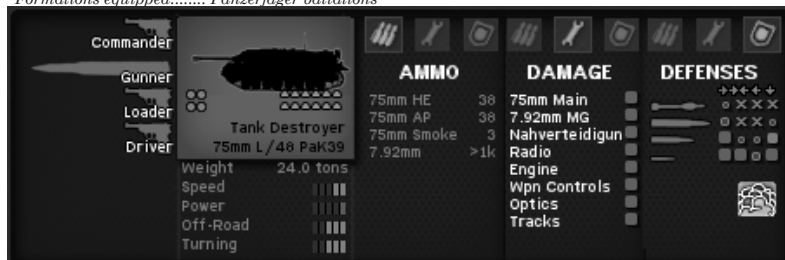 Formations equipped........ Panzerjäger battalions
Commander
Gunner
Loader
Driver
Tank Destroyer
75mm L/48 PaK39
Weight 24.0 tons
Speed
Power
Off-Road
Turning
AMMO
75mm HE 38
75mm AP 38
75mm Smoke 3
7.92mm >1k
DAMAGE
75mm Main
7.92mm MG
Nahverteidigun
Radio
Engine
Wpn Controls
Optics
Tracks
DEFENSES